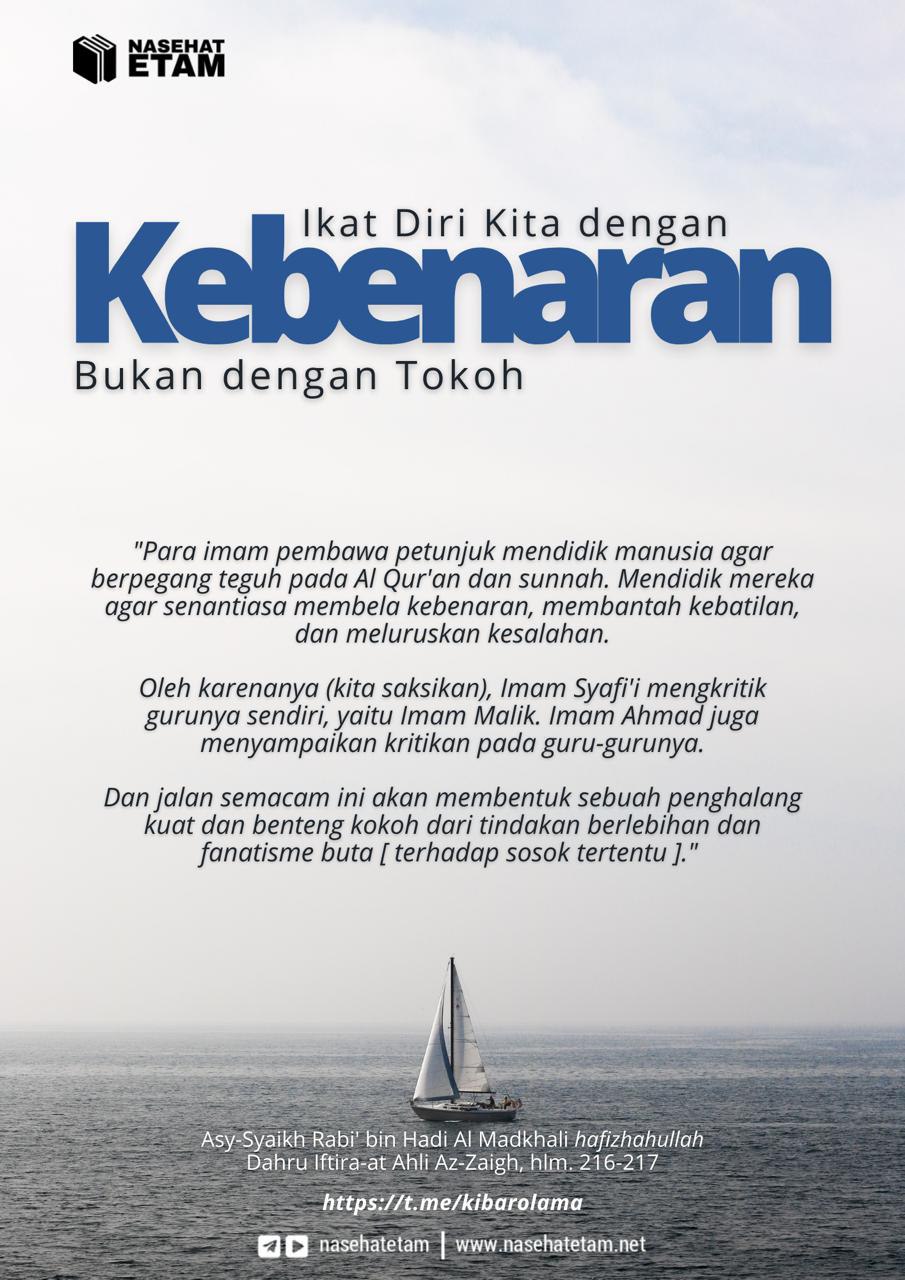 NASEHAT
ETAM
Ikat Diri Kita dengan
Kebenaran
Bukan dengan Tokoh
"Para imam pembawa petunjuk mendidik manusia agar
berpegang teguh pada Al Qur'an dan sunnah. Mendidik mereka
agar senantiasa membela kebenaran, membantah kebatilan,
dan meluruskan kesalahan.
Oleh karenanya (kita saksikan), Imam Syafi'i mengkritik
gurunya sendiri, yaitu Imam Malik. Imam Ahmad juga
menyampaikan kritikan pada guru-gurunya.
Dan jalan semacam ini akan membentuk sebuah penghalang
kuat dan benteng kokoh dari tindakan berlebihan dan
fanatisme buta [ terhadap sosok tertentu ]."
Asy-Syaikh Rabi' bin Hadi Al Madkhali hafizhahullah
Dahru Iftira-at Ahli Az-Zaigh, hlm. 216-217
https://t.me/kibarolama
nasehatetam | www.nasehatetam.net